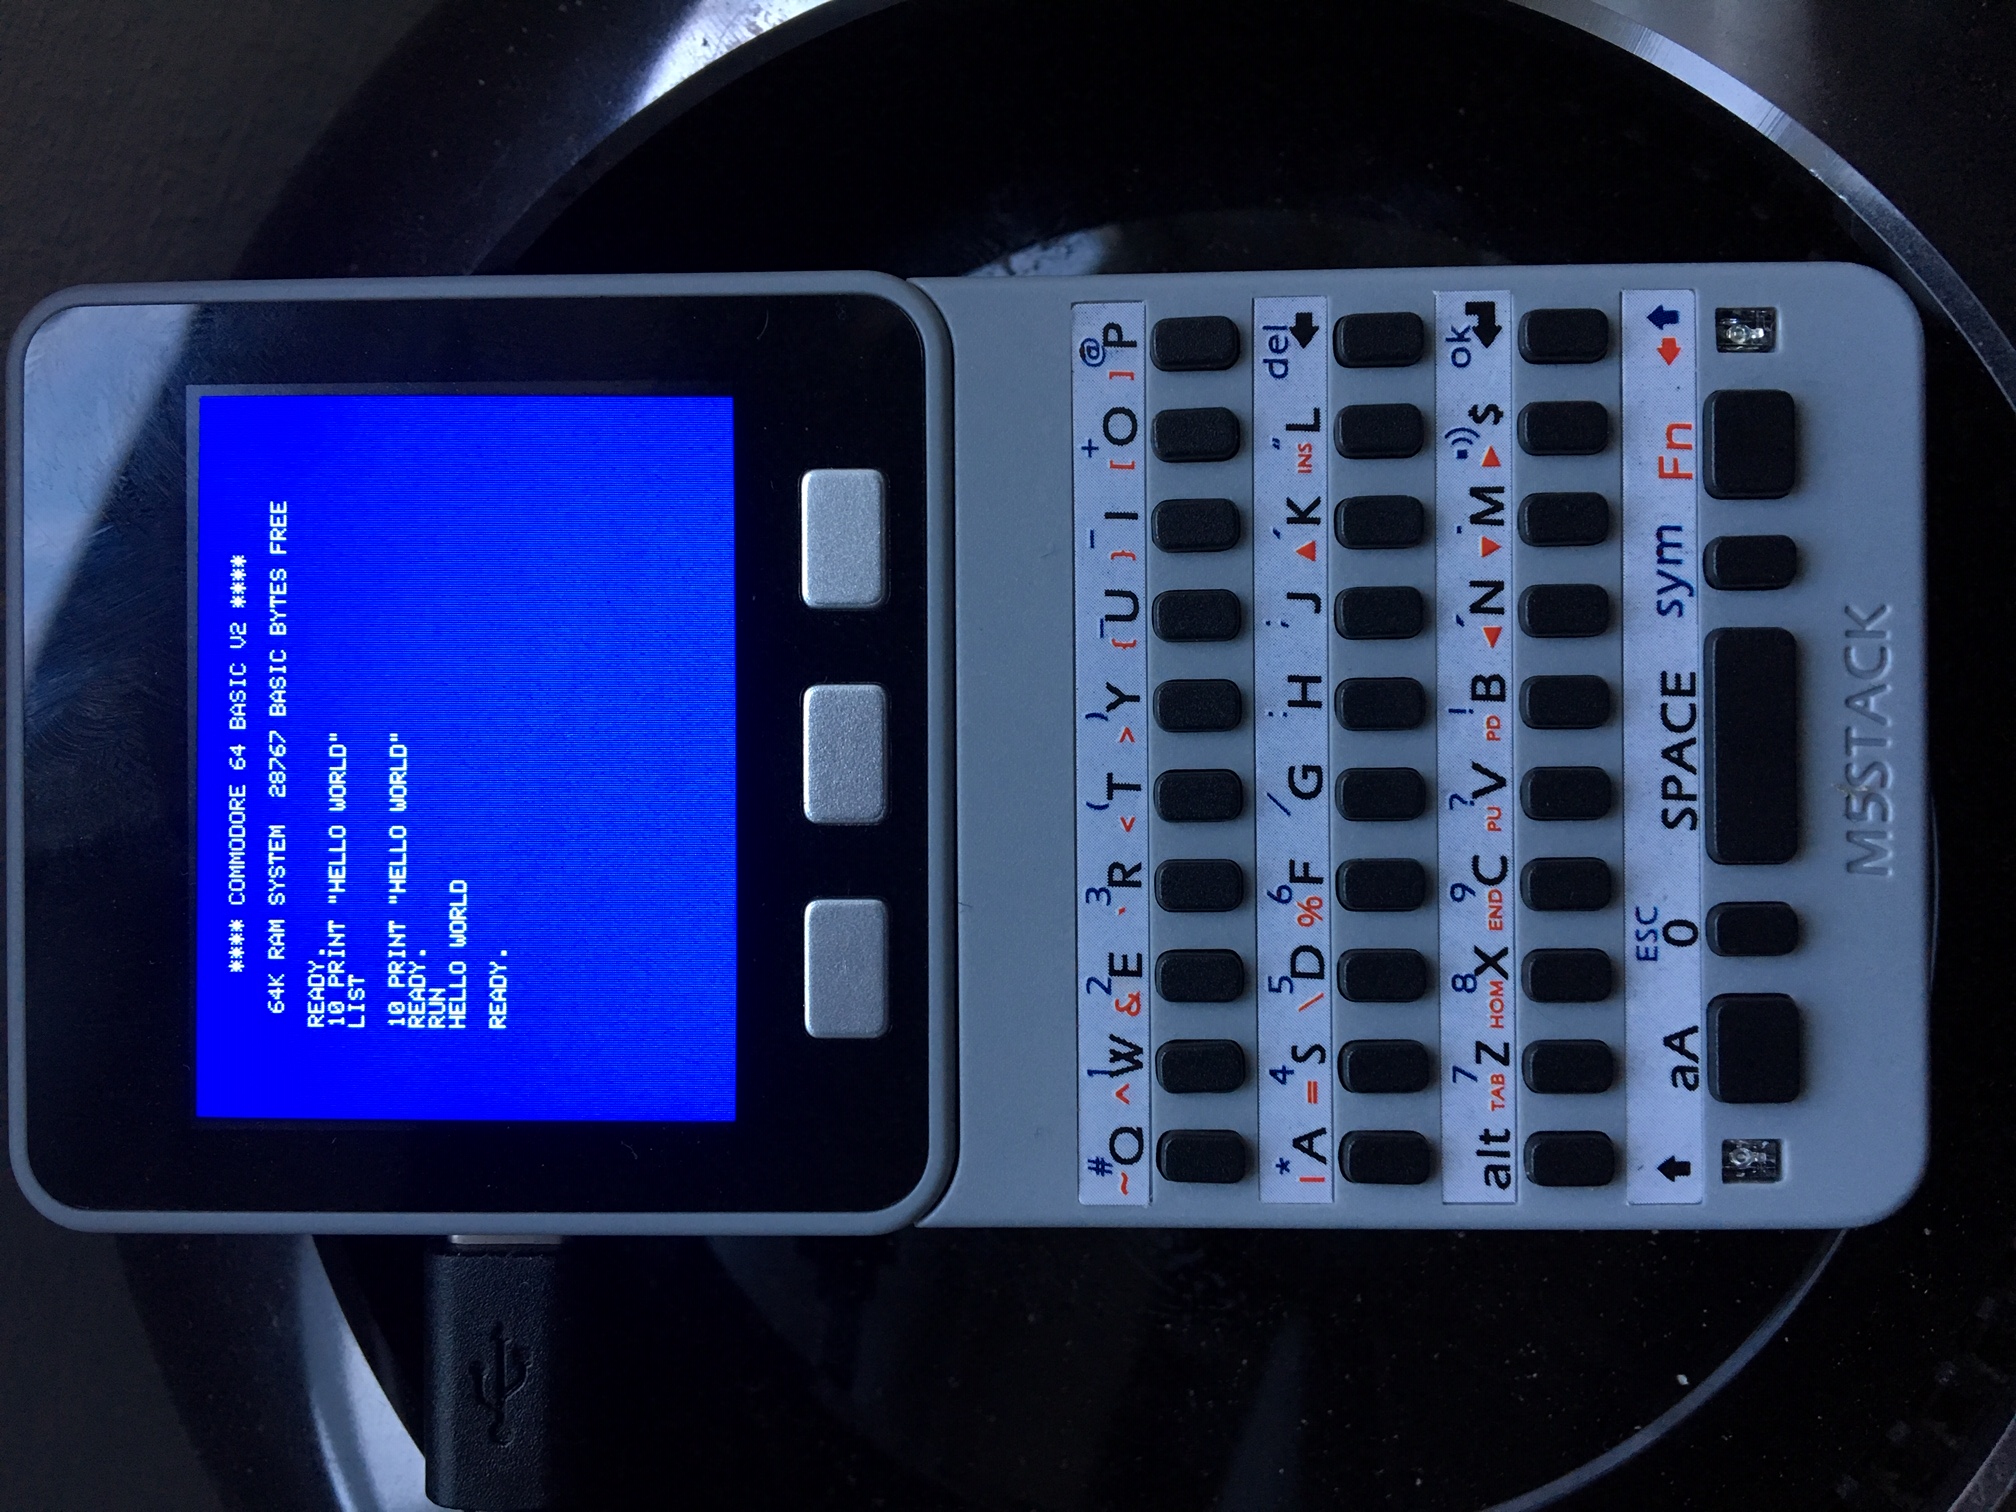 **** COMMODORE 64 BASIC V2 ****
64K RAM SYSTEM  28767 BASIC BYTES FREE
READY.
10 PRINT "HELLO WORLD"
LIST
10 PRINT "HELLO WORLD"
READY.
RUN
HELLO WORLD
READY.
# 1 2 3 ( ) _ – + @
~ Q ^ W & E ` R < T > Y { U } I [ O ] P
* 4 5 6 / : ; ´ " del
| A = S \ D % F G H J K INS L
7 8 9 ? ! ok
alt TAB Z HOM X END C PU V PD B N M $
ESC
aA 0 SPACE sym Fn
M5STACK